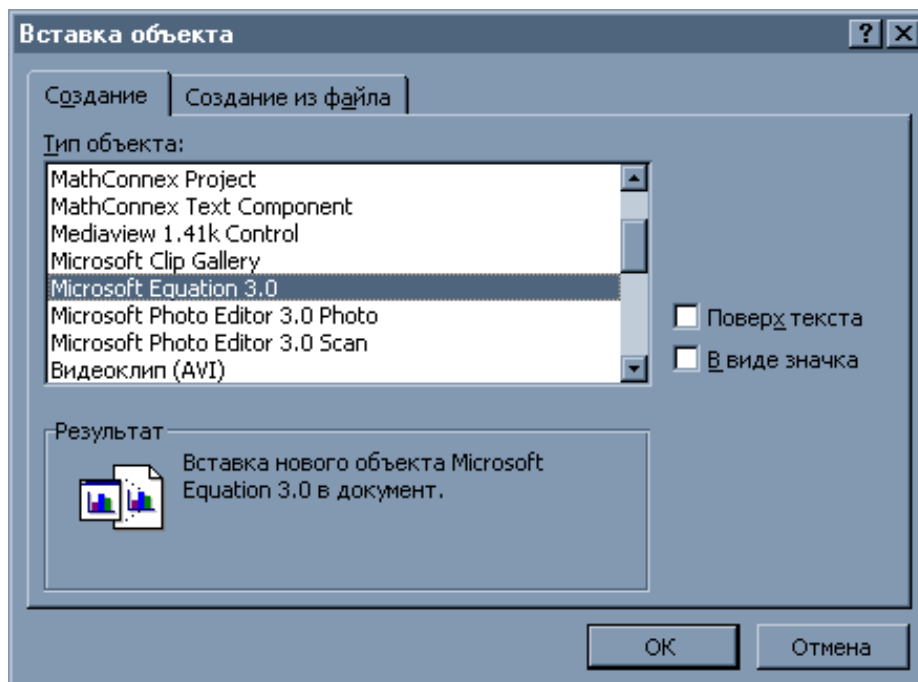 Вставка объекта
Создание
Создание из файла
Тип объекта:
MathConnex Project
MathConnex Text Component
Mediaview 1.41k Control
Microsoft Clip Gallery
Microsoft Equation 3.0
Microsoft Photo Editor 3.0 Photo
Microsoft Photo Editor 3.0 Scan
Видеоклип (AVI)
Поверх текста
В виде значка
Результат
Вставка нового объекта Microsoft
Equation 3.0 в документ.
ОК
Отмена